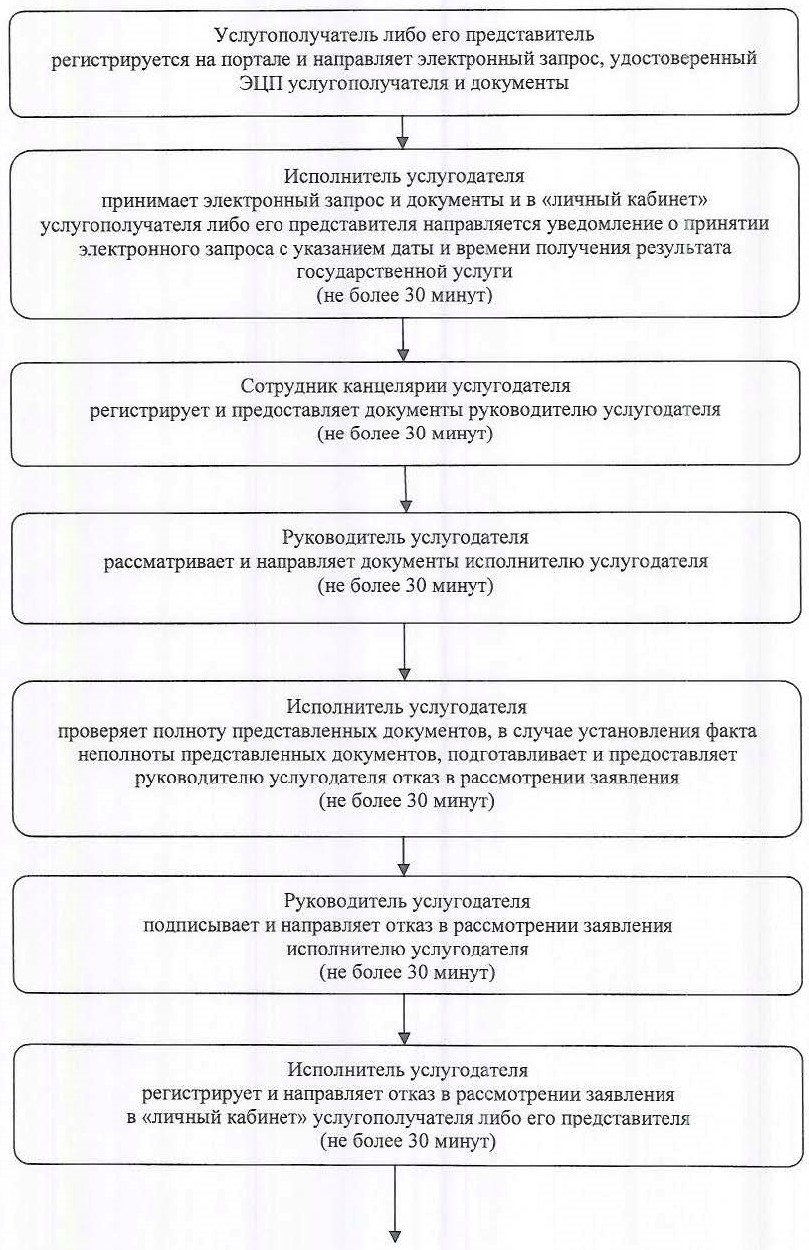 Услугополучатель либо его представитель
регистрируется на портале и направляет электронный запрос, удостоверенный
ЭЦП услугополучателя и документы
Исполнитель услугодателя
принимает электронный запрос и документы и в «личный кабинет»
услугополучателя либо его представителя направляется уведомление о принятии
электронного запроса с указанием даты и времени получения результата
государственной услуги
(не более 30 минут)
Сотрудник канцелярии услугодателя
регистрирует и предоставляет документы руководителю услугодателя
(не более 30 минут)
Руководитель услугодателя
рассматривает и направляет документы исполнителю услугодателя
(не более 30 минут)
Исполнитель услугодателя
проверяет полноту представленных документов, в случае установления факта
неполноты представленных документов, подготавливает и предоставляет
руководителю услугодателя отказ в рассмотрении заявления
(не более 30 минут)
Руководитель услугодателя
подписывает и направляет отказ в рассмотрении заявления
исполнителю услугодателя
(не более 30 минут)
Исполнитель услугодателя
регистрирует и направляет отказ в рассмотрении заявления
в «личный кабинет» услугополучателя либо его представителя
(не более 30 минут)